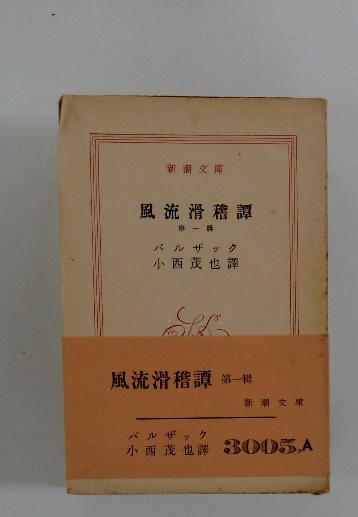 新潮文庫
風流滑稽譚
第一輯
バルザック
小西茂也譯
風流滑稽譚 第一輯
新潮文庫
バルザック
小西茂也譯 3005.A